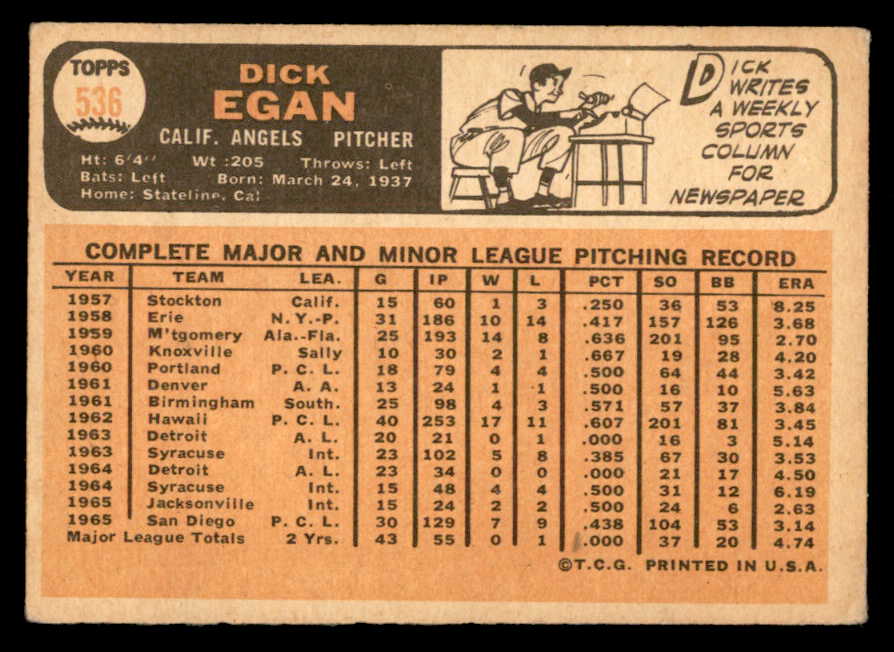 TOPPS
536
DICK
EGAN
CALIF. ANGELS PITCHER
Ht: 6'4" Wt :205 Throws: Left
Bats: Left Born: March 24, 1937
Home: Stateline, Cal
DICK
WRITES
A WEEKLY
SPORTS
COLUMN
FOR
NEWSPAPER
COMPLETE MAJOR AND MINOR LEAGUE PITCHING RECORD
YEAR TEAM LEA. G IP W L PCT SO BB ERA
1957 Stockton Calif. 15 60 1 3 .250 36 53 8.25
1958 Erie N.Y.-P. 31 186 10 14 .417 157 126 3.68
1959 M'tgomery Ala.-Fla. 25 193 14 8 .636 201 95 2.70
1960 Knoxville Sally 10 30 2 1 .667 19 28 4.20
1960 Portland P. C. L. 18 79 4 4 .500 64 44 3.42
1961 Denver A. A. 13 24 1 1 .500 16 10 5.63
1961 Birmingham South. 25 98 4 3 .571 57 37 3.84
1962 Hawaii P. C. L. 40 253 17 11 .607 201 81 3.45
1963 Detroit A. L. 20 21 0 1 .000 16 3 5.14
1963 Syracuse Int. 23 102 5 8 .385 67 30 3.53
1964 Detroit A. L. 23 34 0 0 .000 21 17 4.50
1964 Syracuse Int. 15 48 4 4 .500 31 12 6.19
1965 Jacksonville Int. 15 24 2 2 .500 24 6 2.63
1965 San Diego P. C. L. 30 129 7 9 .438 104 53 3.14
Major League Totals 2 Yrs. 43 55 0 1 .000 37 20 4.74
©T.C.G. PRINTED IN U.S.A.